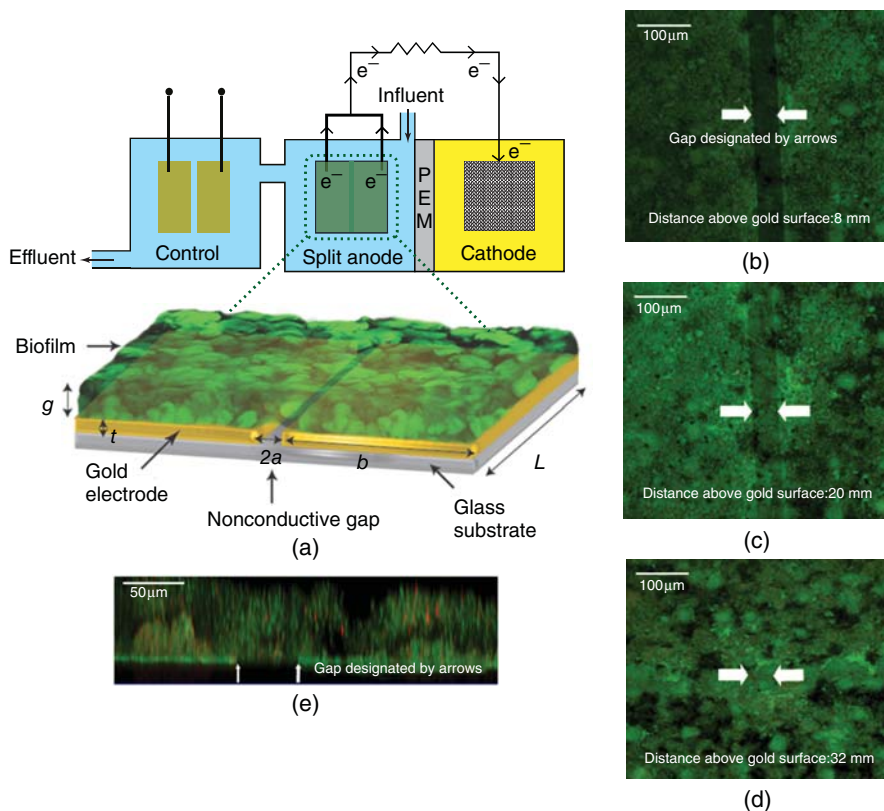 e−
e−
Influent
e−
e−
e−
PEM
Effluent
Control
Split anode
Cathode
Biofilm
g
t
2a
b
L
Gold
electrode
Nonconductive gap
Glass
substrate
(a)
50µm
Gap designated by arrows
(e)
100µm
Gap designated by arrows
Distance above gold surface:8 mm
(b)
100µm
Distance above gold surface:20 mm
(c)
100µm
Distance above gold surface:32 mm
(d)